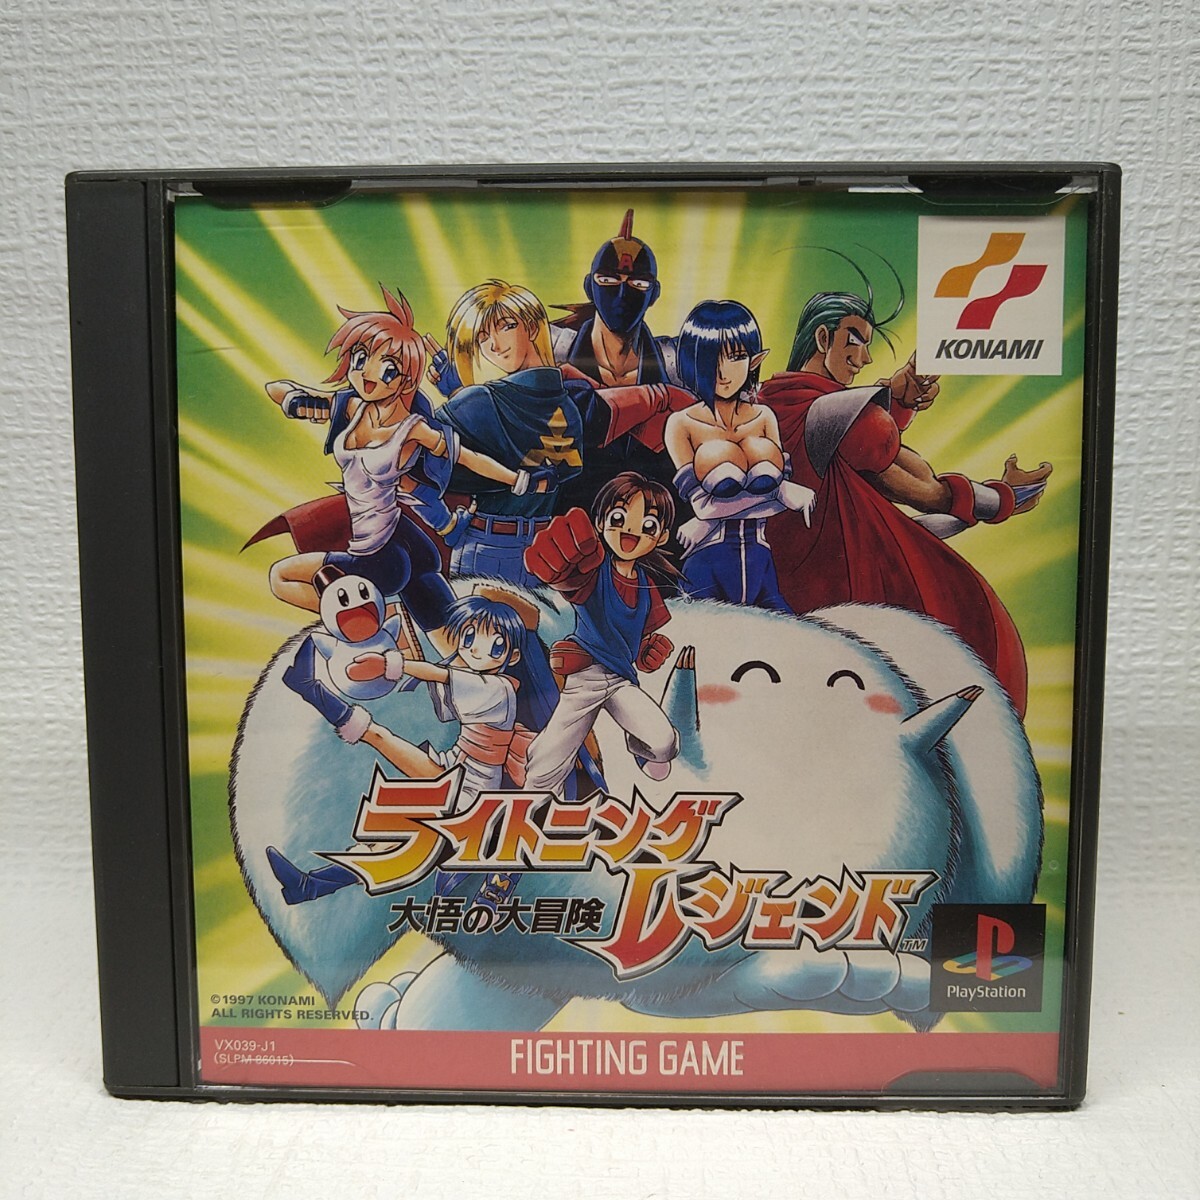 A
KONAMI
ライトニング
レジェンド
TM
大悟の大冒険
PlayStation
©1997 KONAMI
ALL RIGHTS RESERVED.
VX039-J1
(SLPM-86015)
FIGHTING GAME